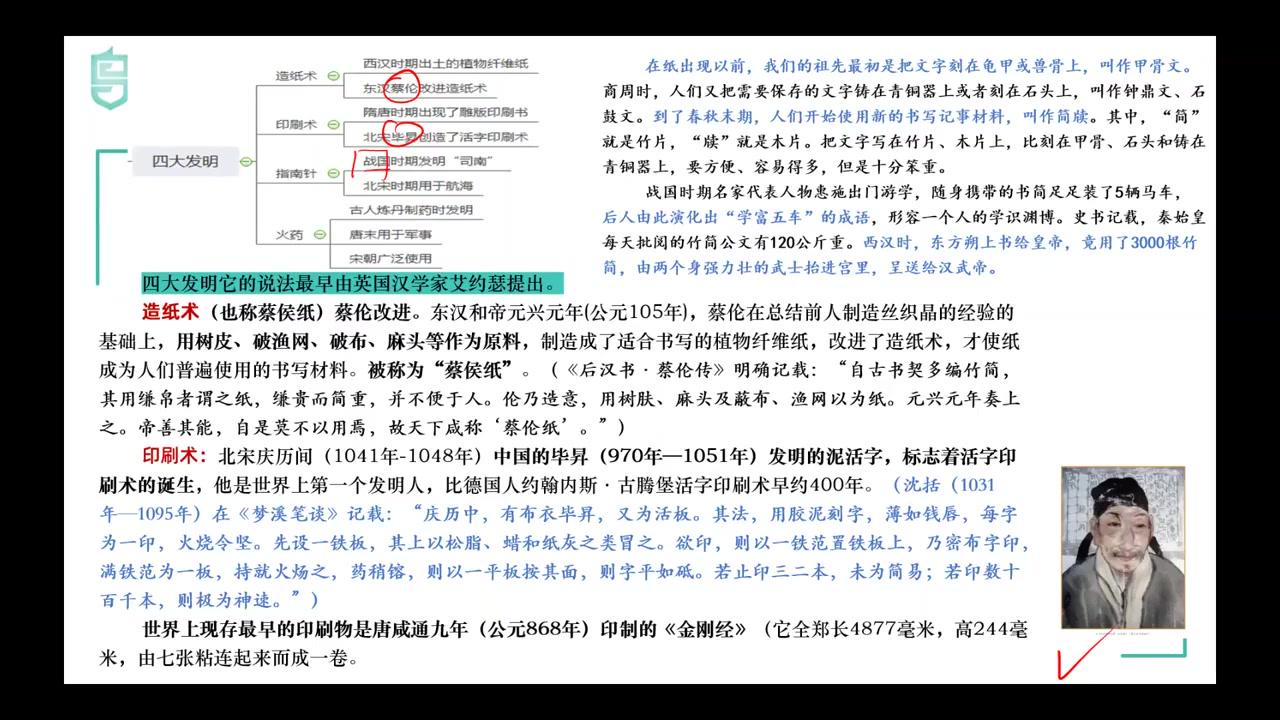 四大发明
造纸术
西汉时期出土的植物纤维纸
东汉蔡伦改进造纸术
印刷术
隋唐时期出现了雕版印刷书
北宋毕昇创造了活字印刷术
指南针
战国时期发明“司南”
北宋时期用于航海
火药
古人炼丹制药时发明
唐末用于军事
宋朝广泛使用
在纸出现以前，我们的祖先最初是把文字刻在龟甲或兽骨上，叫作甲骨文。
商周时，人们又把需要保存的文字铸在青铜器上或者刻在石头上，叫作钟鼎文、石
鼓文。到了春秋末期，人们开始使用新的书写记事材料，叫作简牍。其中，“简”
就是竹片，“牍”就是木片。把文字写在竹片、木片上，比刻在甲骨、石头和铸在
青铜器上，要方便、容易得多，但是十分笨重。
战国时期名家代表人物惠施出门游学，随身携带的书简足足装了5辆马车，
后人由此演化出“学富五车”的成语，形容一个人的学识渊博。史书记载，秦始皇
每天批阅的竹简公文有120公斤重。西汉时，东方朔上书给皇帝，竟用了3000根竹
简，由两个身强力壮的武士抬进宫里，呈送给汉武帝。
四大发明它的说法最早由英国汉学家艾约瑟提出。
造纸术（也称蔡侯纸）蔡伦改进。东汉和帝元兴元年(公元105年)，蔡伦在总结前人制造丝织品的经验的
基础上，用树皮、破渔网、破布、麻头等作为原料，制造成了适合书写的植物纤维纸，改进了造纸术，才使纸
成为人们普遍使用的书写材料。被称为“蔡侯纸”。（《后汉书·蔡伦传》明确记载：“自古书契多编竹简，
其用缣帛者谓之纸，缣贵而简重，并不便于人。伦乃造意，用树肤、麻头及蔽布、渔网以为纸。元兴元年奏上
之。帝善其能，自是莫不以用焉，故天下咸称‘蔡伦纸’。”）
印刷术：北宋庆历间（1041年-1048年）中国的毕昇（970年—1051年）发明的泥活字，标志着活字印
刷术的诞生，他是世界上第一个发明人，比德国人约翰内斯·古腾堡活字印刷术早约400年。（沈括（1031
年—1095年）在《梦溪笔谈》记载：“庆历中，有布衣毕昇，又为活板。其法，用胶泥刻字，薄如钱唇，每字
为一印，火烧令坚。先设一铁板，其上以松脂、蜡和纸灰之类冒之。欲印，则以一铁范置铁板上，乃密布字印，
满铁范为一板，持就火炀之，药稍镕，则以一平板按其面，则字平如砥。若止印三二本，未为简易；若印数十
百千本，则极为神速。”）
世界上现存最早的印刷物是唐咸通九年（公元868年）印制的《金刚经》（它全郑长4877毫米，高244毫
米，由七张粘连起来而成一卷。